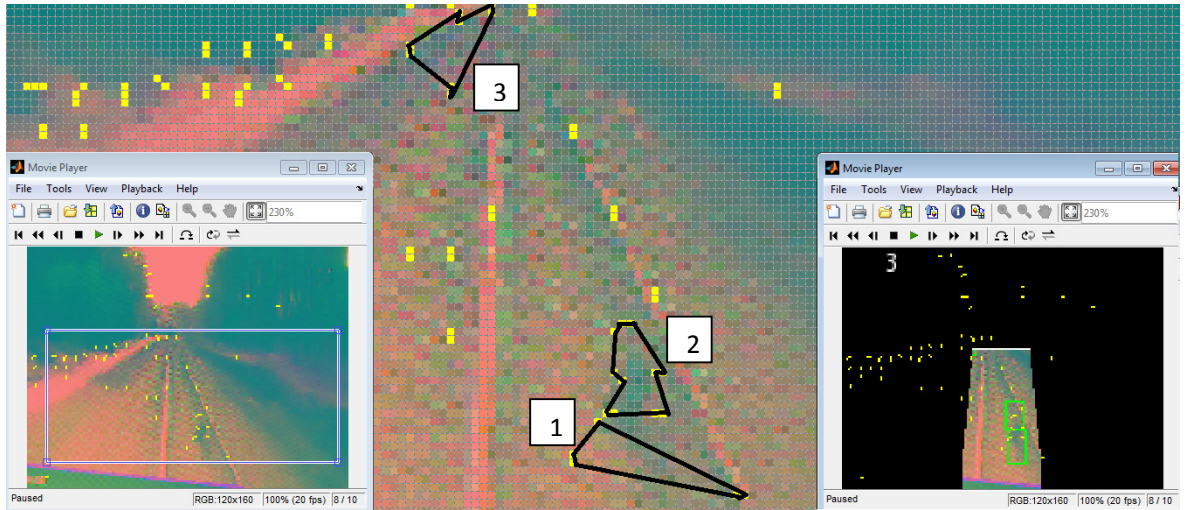 3
2
1
Movie Player
File Tools View Playback Help
230%
Paused
RGB:120x160
100% (20 fps)
8 / 10
Movie Player
File Tools View Playback Help
230%
3
Paused
RGB:120x160
100% (20 fps)
8 / 10